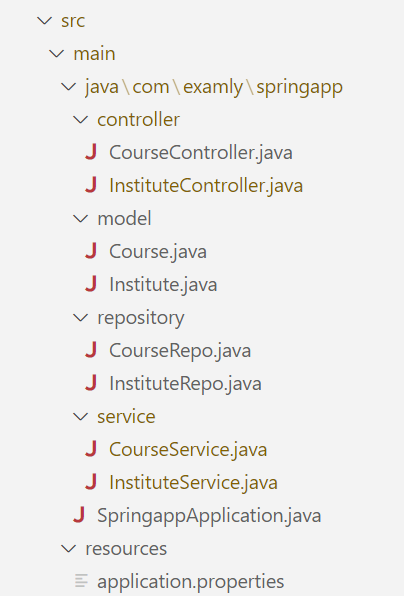 src
main
java\com\examly\springapp
controller
CourseController.java
InstituteController.java
model
Course.java
Institute.java
repository
CourseRepo.java
InstituteRepo.java
service
CourseService.java
InstituteService.java
SpringappApplication.java
resources
application.properties